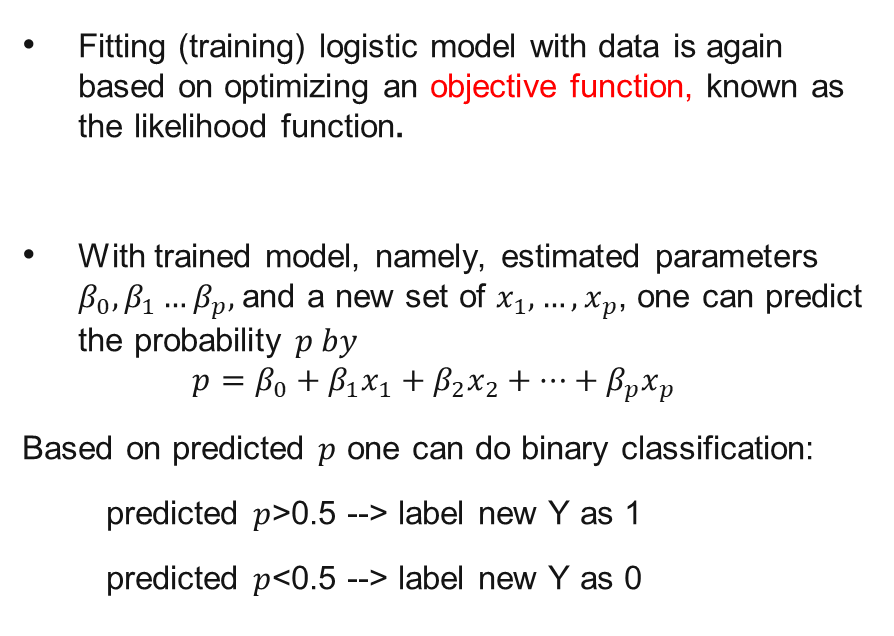 • Fitting (training) logistic model with data is again
based on optimizing an objective function, known as
the likelihood function.
• With trained model, namely, estimated parameters
β₀, β₁ … βₚ, and a new set of x₁, … , xₚ, one can predict
the probability p by
p = β₀ + β₁x₁ + β₂x₂ + ⋯ + βₚxₚ
Based on predicted p one can do binary classification:
predicted p>0.5 --> label new Y as 1
predicted p<0.5 --> label new Y as 0